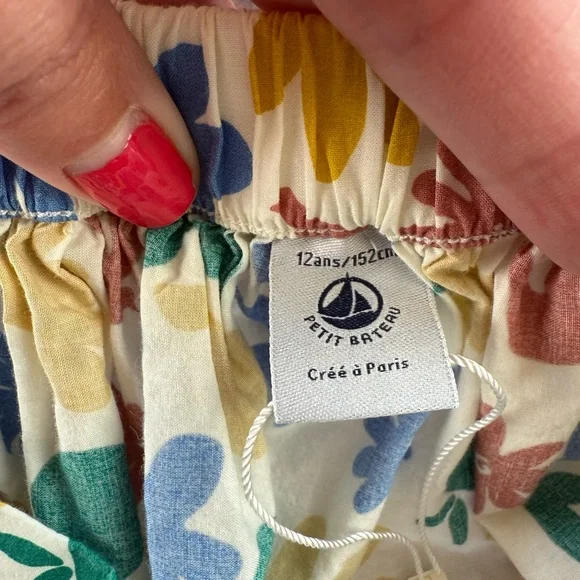 12ans/152cm
PETIT BATEAU
Créé à Paris